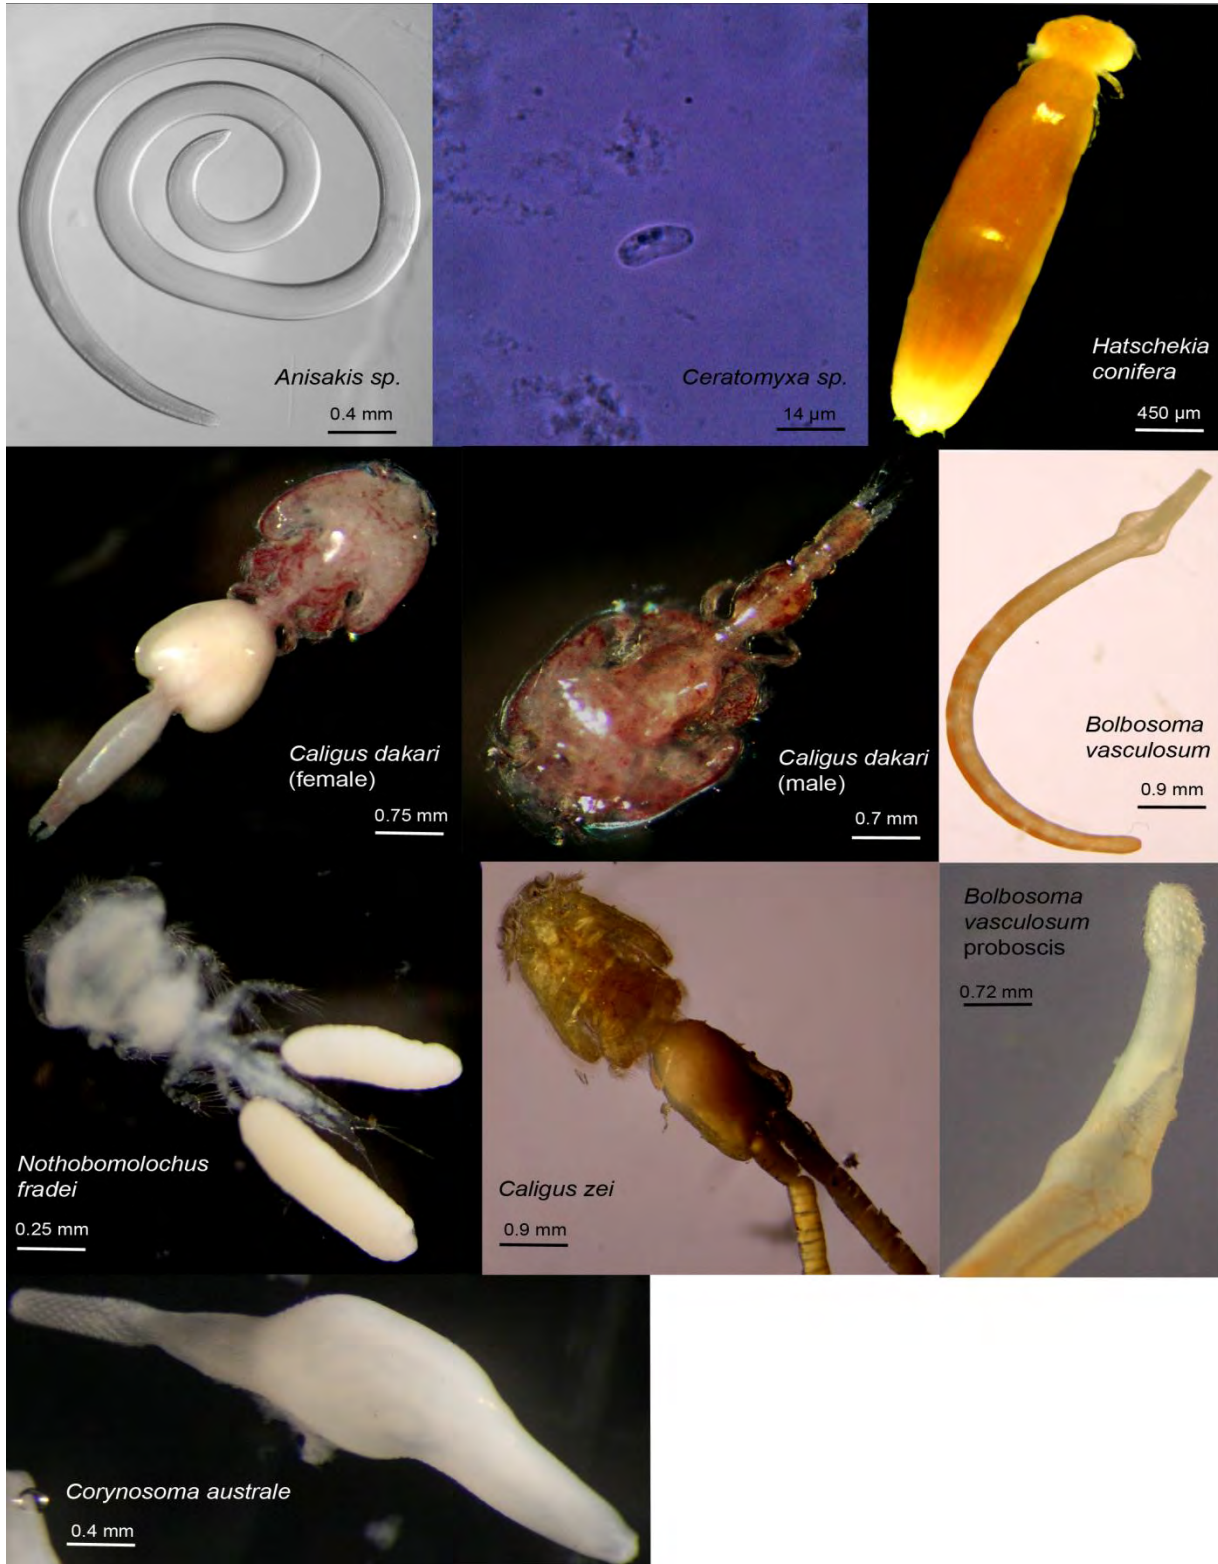 Anisakis sp.
0.4 mm
Ceratomyxa sp.
14 µm
Hatschekia
conifera
450 µm
Caligus dakari
(female)
0.75 mm
Caligus dakari
(male)
0.7 mm
Bolbosoma
vasculosum
0.9 mm
Nothobomolochus
fradei
0.25 mm
Caligus zei
0.9 mm
Bolbosoma
vasculosum
proboscis
0.72 mm
Corynosoma australe
0.4 mm